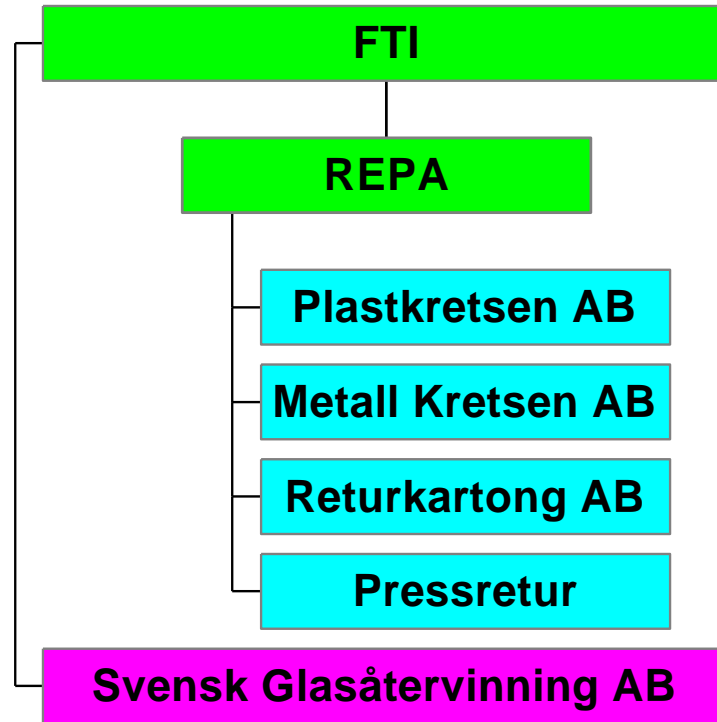 FTI
REPA
Plastkretsen AB
Metall Kretsen AB
Returkartong AB
Pressretur
Svensk Glasåtervinning AB